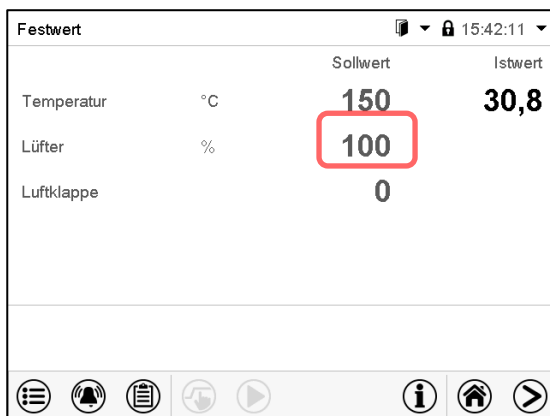 Festwert 15:42:11
Sollwert Istwert
Temperatur °C 150 30,8
Lüfter % 100
Luftklappe 0